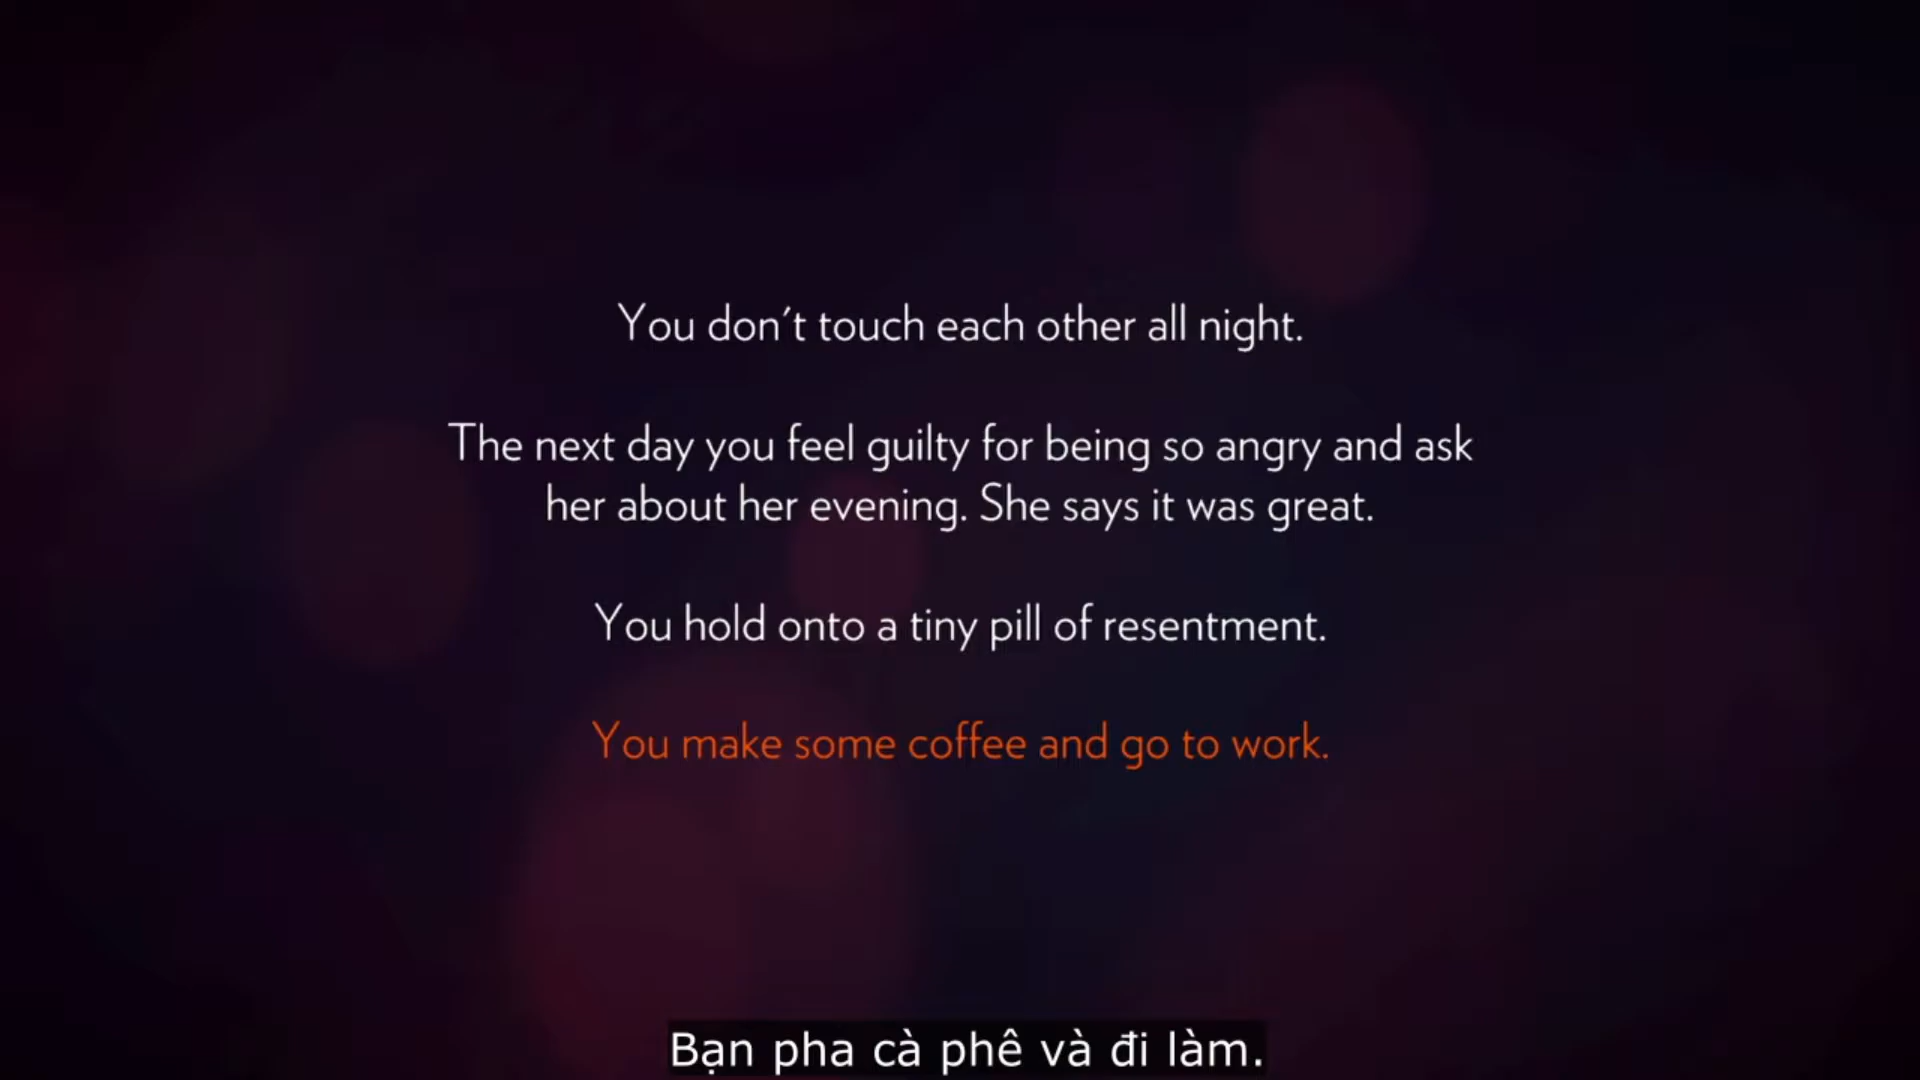 You don't touch each other all night.
The next day you feel guilty for being so angry and ask
her about her evening. She says it was great.
You hold onto a tiny pill of resentment.
You make some coffee and go to work.
Bạn pha cà phê và đi làm.